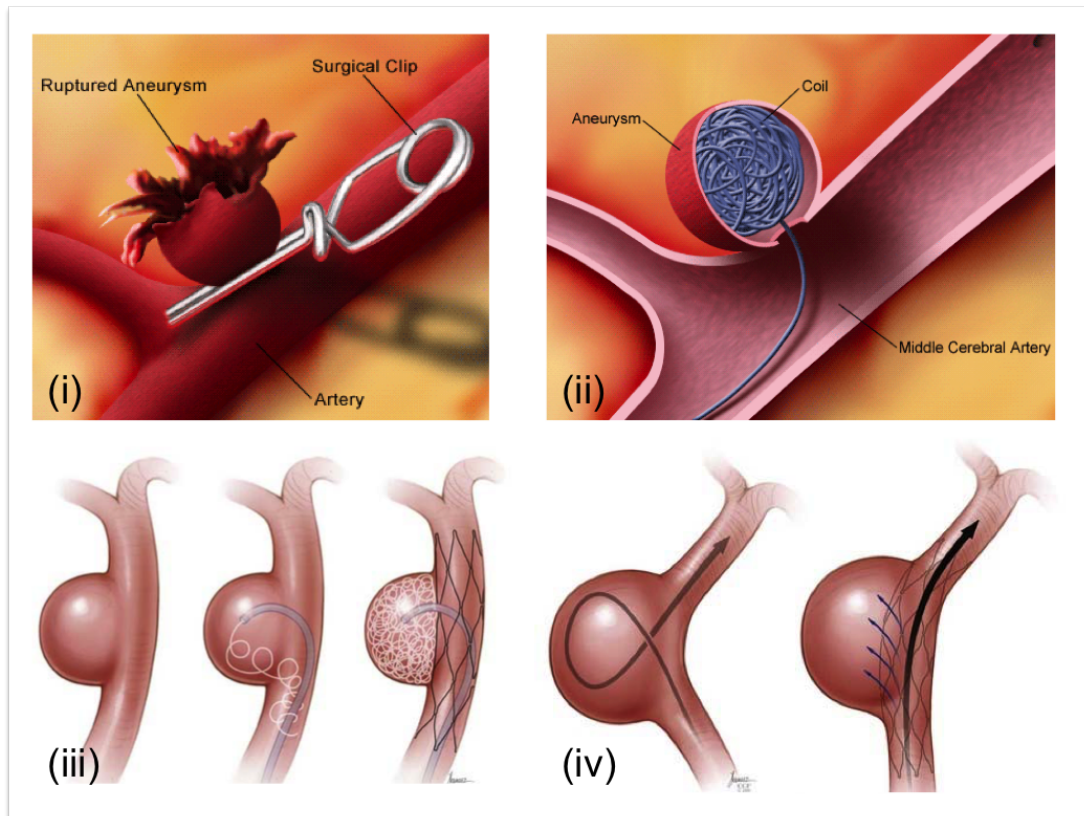 Ruptured Aneurysm
Surgical Clip
Artery
(i)
Coil
Aneurysm
Middle Cerebral Artery
(ii)
(iii)
(iv)